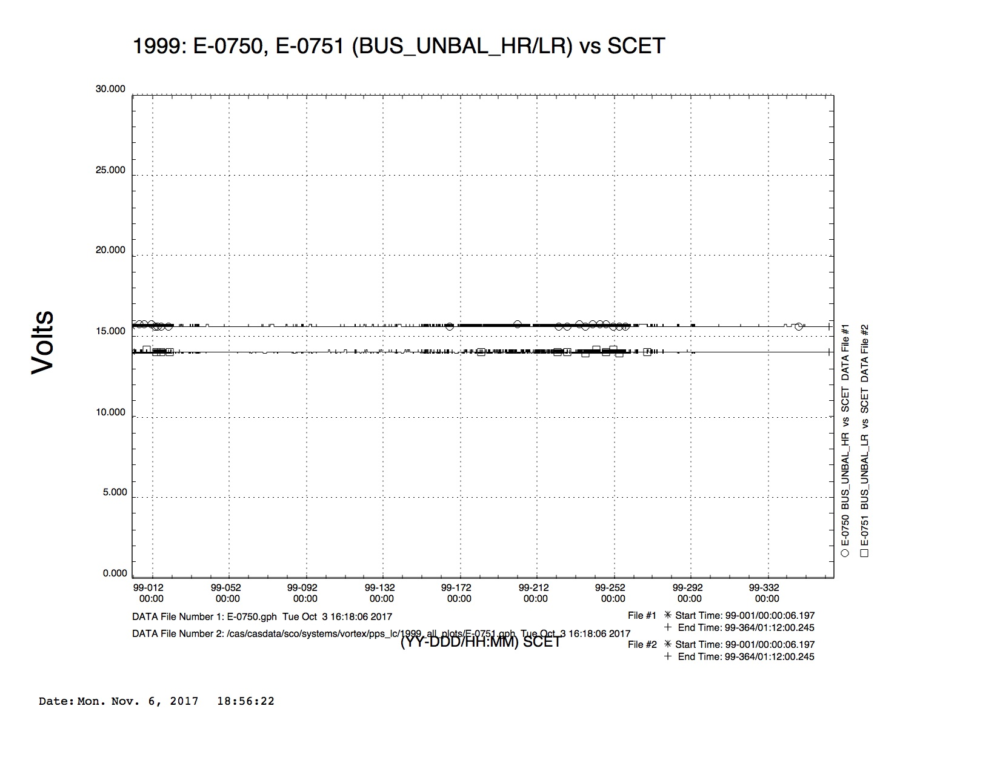 1999: E-0750, E-0751 (BUS_UNBAL_HR/LR) vs SCET
Volts
30.000
25.000
20.000
15.000
10.000
5.000
0.000
99-012 99-052 99-092 99-132 99-172 99-212 99-252 99-292 99-332
00:00 00:00 00:00 00:00 00:00 00:00 00:00 00:00 00:00
E-0750 BUS_UNBAL_HR vs SCET DATA File #1
E-0751 BUS_UNBAL_LR vs SCET DATA File #2
DATA File Number 1: E-0750.gph Tue Oct 3 16:18:06 2017
DATA File Number 2: /cas/casdata/sco/systems/vortex/pps_lc/1999_all_plots/E-0751.gph Tue Oct 3 16:18:06 2017
(YY-DDD/HH:MM) SCET
File #1 * Start Time: 99-001/00:00:06.197
+ End Time: 99-364/01:12:00.245
File #2 * Start Time: 99-001/00:00:06.197
+ End Time: 99-364/01:12:00.245
Date: Mon. Nov. 6, 2017 18:56:22